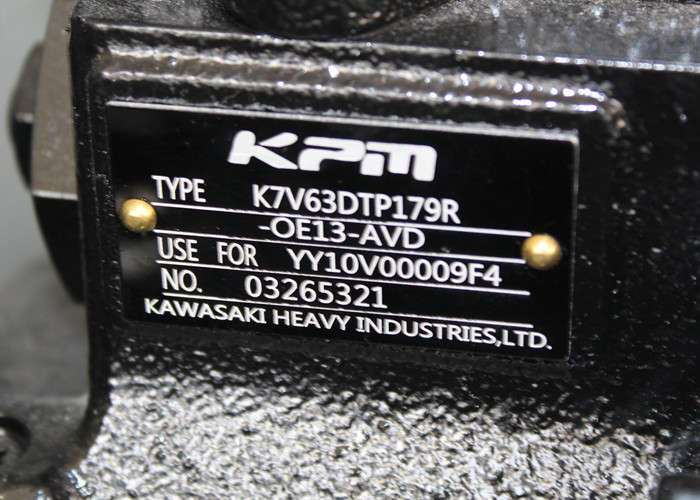 KPM
TYPE K7V63DTP179R
-OE13-AVD
USE FOR YY10V00009F4
NO. 03265321
KAWASAKI HEAVY INDUSTRIES,LTD.